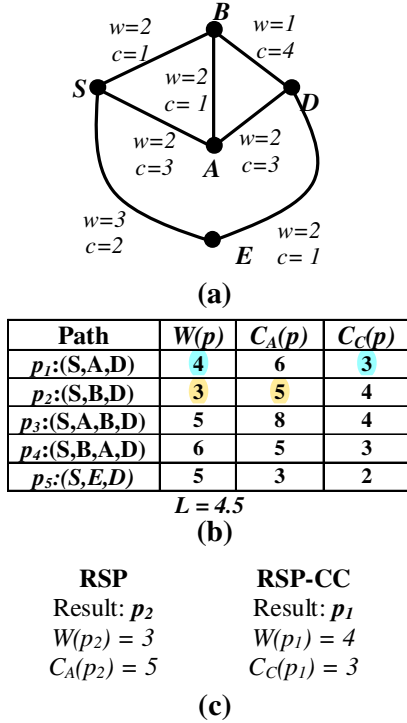 B
w=2
c=1
w=1
c=4
S
w=2
c= 1
D
w=2
c=3
A
w=2
c=3
w=3
c=2
E
w=2
c= 1
(a)
Path W(p) C_A(p) C_C(p)
p₁:(S,A,D) 4 6 3
p₂:(S,B,D) 3 5 4
p₃:(S,A,B,D) 5 8 4
p₄:(S,B,A,D) 6 5 3
p₅:(S,E,D) 5 3 2
L = 4.5
(b)
RSP RSP-CC
Result: p₂ Result: p₁
W(p₂) = 3 W(p₁) = 4
C_A(p₂) = 5 C_C(p₁) = 3
(c)